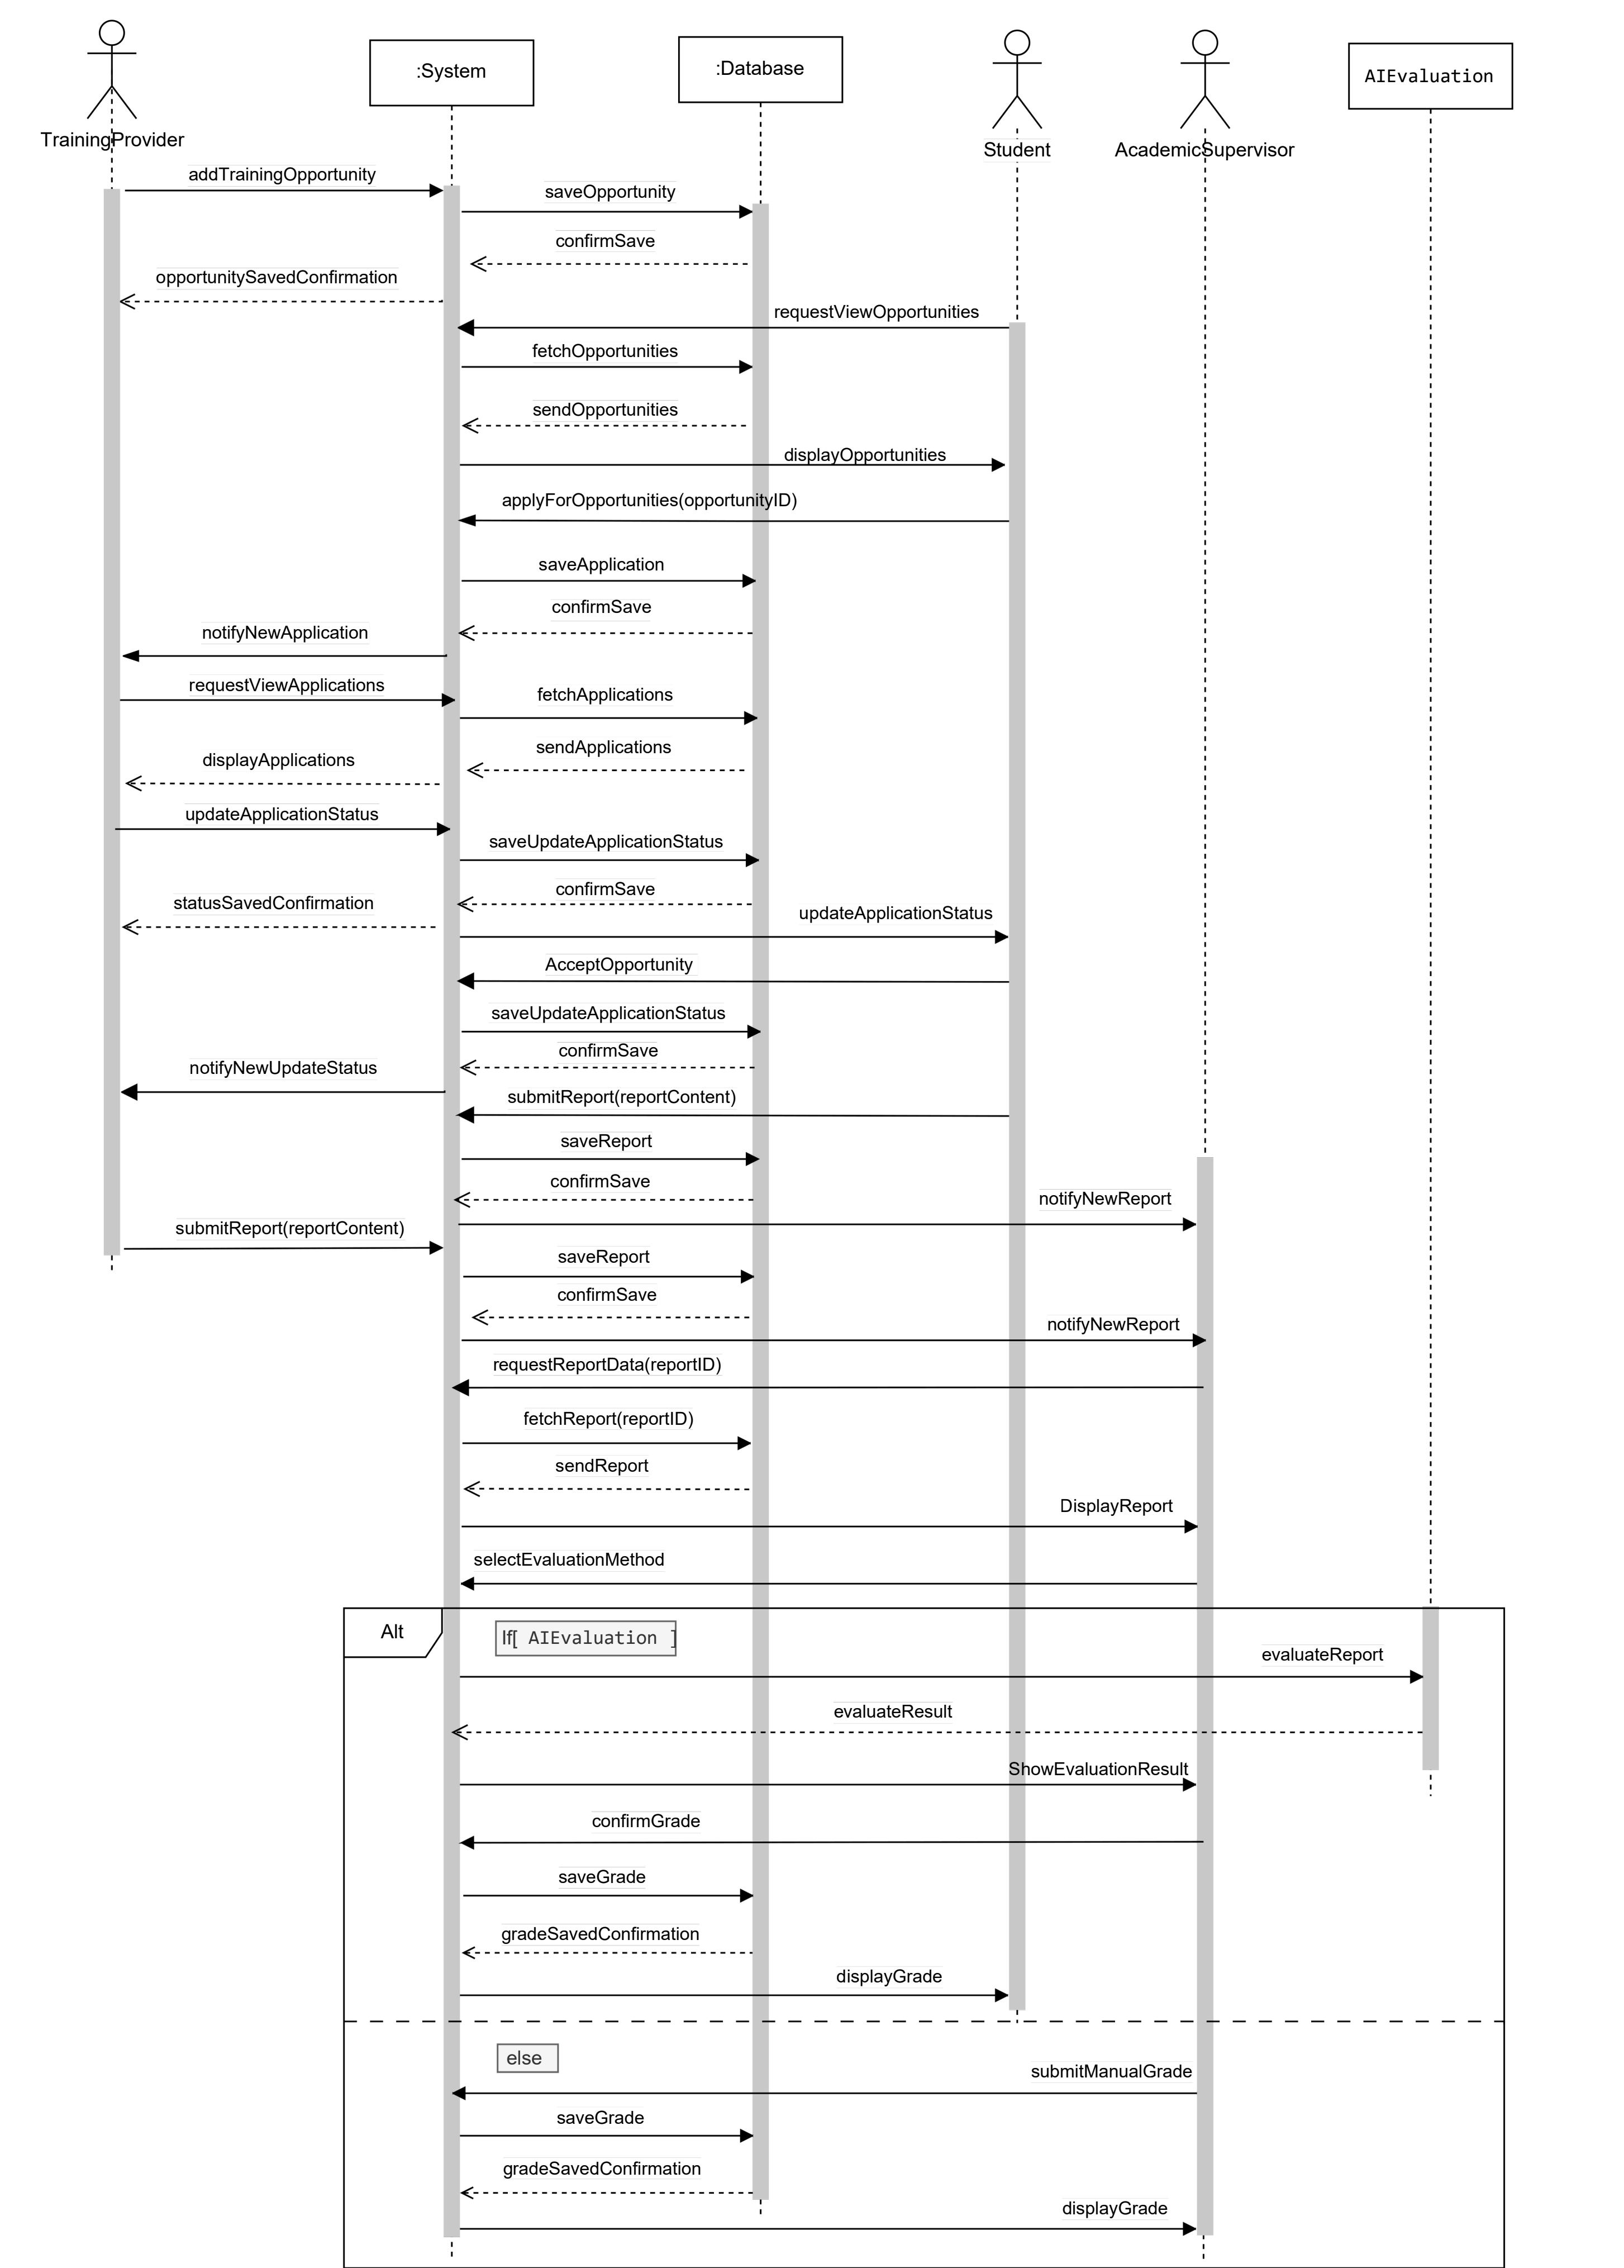 TrainingProvider
:System
:Database
Student
AcademicSupervisor
AIEvaluation
addTrainingOpportunity
saveOpportunity
confirmSave
opportunitySavedConfirmation
requestViewOpportunities
fetchOpportunities
sendOpportunities
displayOpportunities
applyForOpportunities(opportunityID)
saveApplication
confirmSave
notifyNewApplication
requestViewApplications
fetchApplications
sendApplications
displayApplications
updateApplicationStatus
saveUpdateApplicationStatus
confirmSave
statusSavedConfirmation
updateApplicationStatus
AcceptOpportunity
saveUpdateApplicationStatus
confirmSave
notifyNewUpdateStatus
submitReport(reportContent)
saveReport
confirmSave
notifyNewReport
submitReport(reportContent)
saveReport
confirmSave
notifyNewReport
requestReportData(reportID)
fetchReport(reportID)
sendReport
DisplayReport
selectEvaluationMethod
Alt
If[ AIEvaluation ]
evaluateReport
evaluateResult
ShowEvaluationResult
confirmGrade
saveGrade
gradeSavedConfirmation
displayGrade
else
submitManualGrade
saveGrade
gradeSavedConfirmation
displayGrade